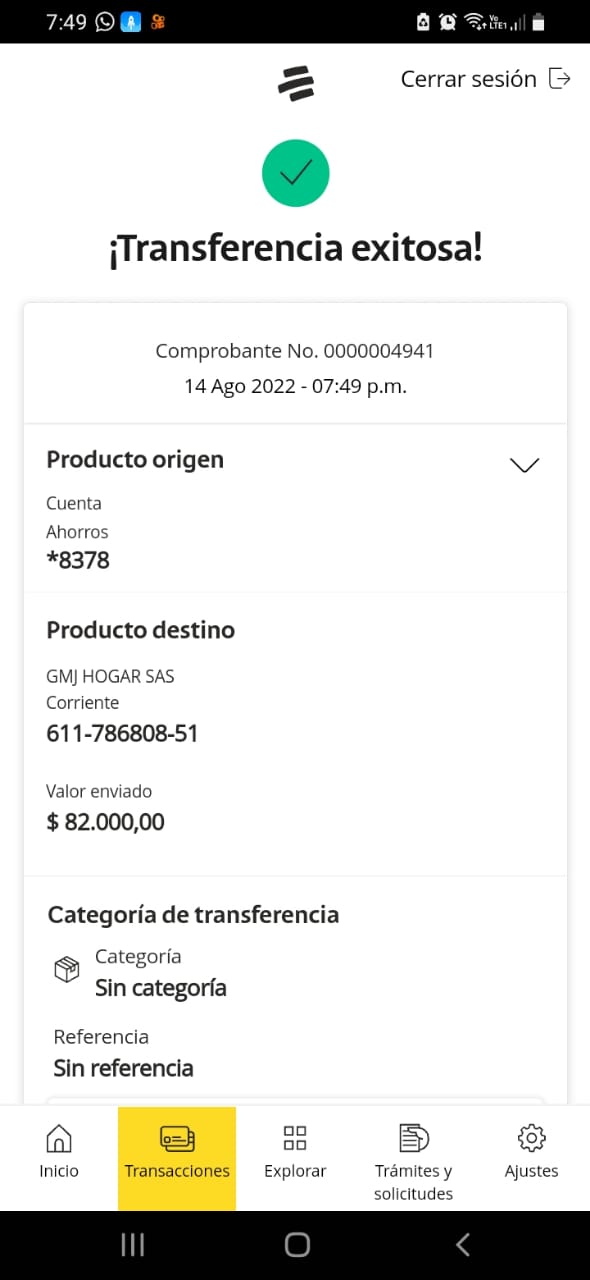 7:49
Vo
LTE1
Cerrar sesión
¡Transferencia exitosa!
Comprobante No. 0000004941
14 Ago 2022 - 07:49 p.m.
Producto origen
Cuenta
Ahorros
*8378
Producto destino
GMJ HOGAR SAS
Corriente
611-786808-51
Valor enviado
$ 82.000,00
Categoría de transferencia
Categoría
Sin categoría
Referencia
Sin referencia
Inicio
Transacciones
Explorar
Trámites y
solicitudes
Ajustes